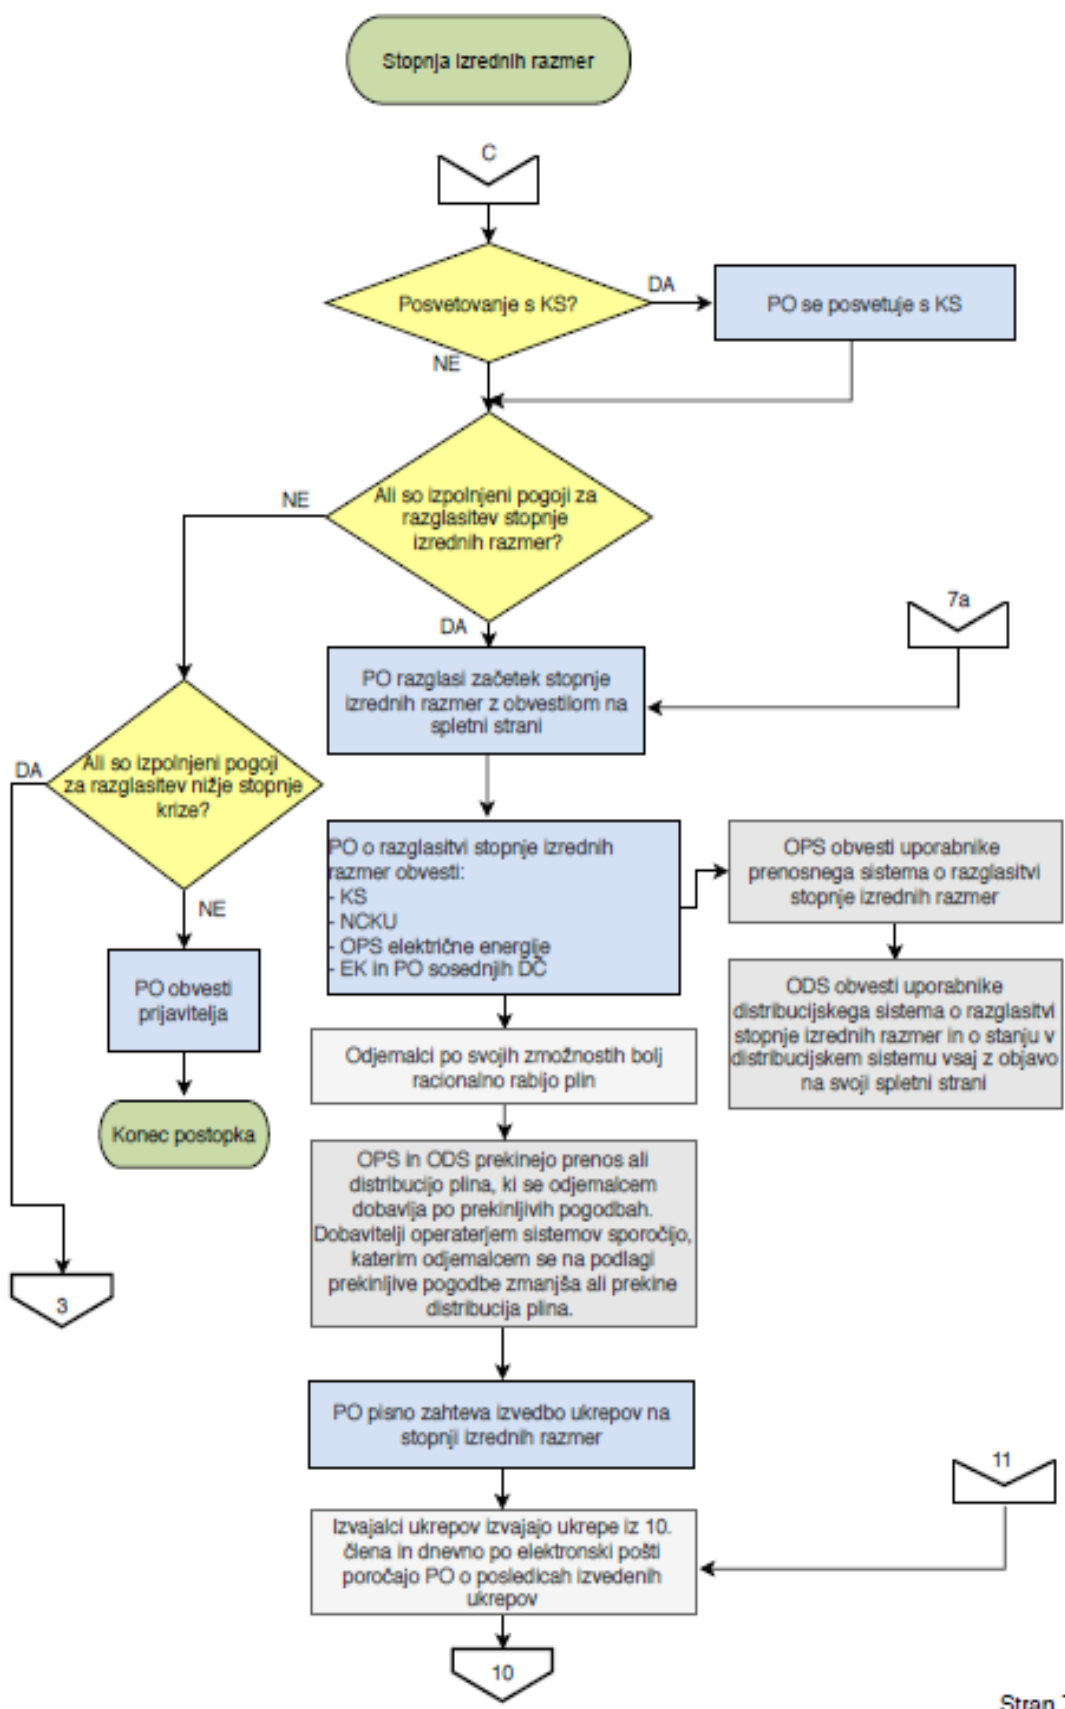 Stopnja izrednih razmer
C
Posvetovanje s KS?
DA
PO se posvetuje s KS
NE
Ali so izpolnjeni pogoji za
razglasitev stopnje
izrednih razmer?
NE
DA
7a
PO razglasi začetek stopnje
izrednih razmer z obvestilom na
spletni strani
Ali so izpolnjeni pogoji
za razglasitev nižje stopnje
krize?
DA
NE
PO obvesti
prijavitelja
Konec postopka
3
PO o razglasitvi stopnje izrednih
razmer obvesti:
- KS
- NCKU
- OPS električne energije
- EK in PO sosednjih DČ
OPS obvesti uporabnike
prenosnega sistema o razglasitvi
stopnje izrednih razmer
ODS obvesti uporabnike
distribucijskega sistema o razglasitvi
stopnje izrednih razmer in o stanju v
distribucijskem sistemu vsaj z objavo
na svoji spletni strani
Odjemalci po svojih zmožnostih bolj
racionalno rabijo plin
OPS in ODS prekinejo prenos ali
distribucijo plina, ki se odjemalcem
dobavlja po prekinljivih pogodbah.
Dobavitelji operaterjem sistemov sporočijo,
katerim odjemalcem se na podlagi
prekinljive pogodbe zmanjša ali prekine
distribucija plina.
PO pisno zahteva izvedbo ukrepov na
stopnji izrednih razmer
11
Izvajalci ukrepov izvajajo ukrepe iz 10.
člena in dnevno po elektronski pošti
poročajo PO o posledicah izvedenih
ukrepov
10
Stran 7